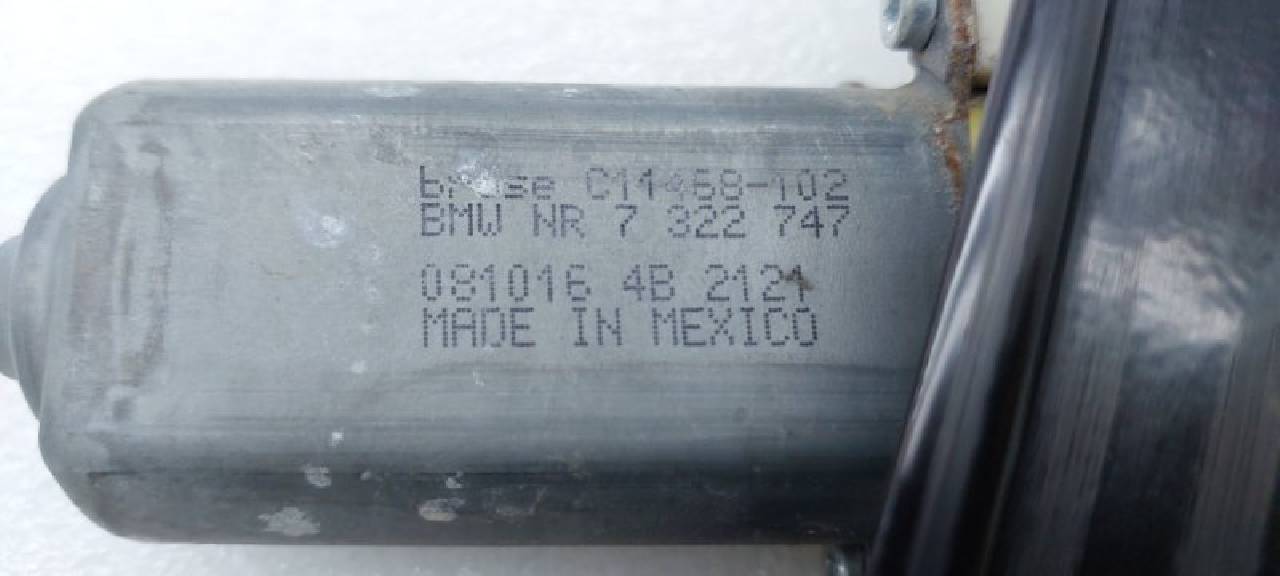 brose C11468-102
BMW NR 7 322 747
081016 4B 2121
MADE IN MEXICO